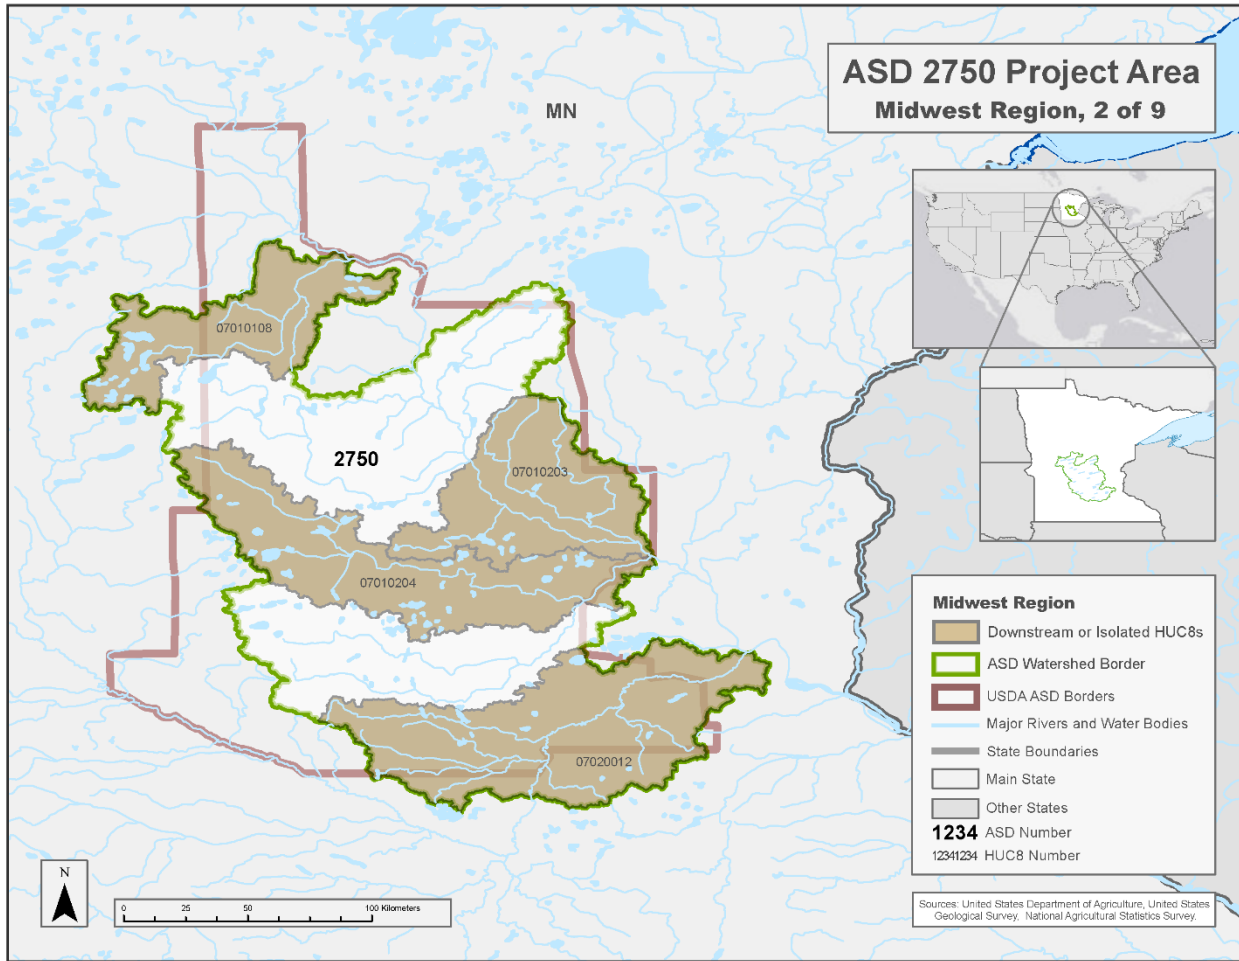 ASD 2750 Project Area
Midwest Region, 2 of 9
MN
07010108
2750
07010203
07010204
07020012
Midwest Region
Downstream or Isolated HUC8s
ASD Watershed Border
USDA ASD Borders
Major Rivers and Water Bodies
State Boundaries
Main State
Other States
1234 ASD Number
12341234 HUC8 Number
N
0 25 50 100 Kilometers
Sources: United States Department of Agriculture, United States
Geological Survey, National Agricultural Statistics Survey.